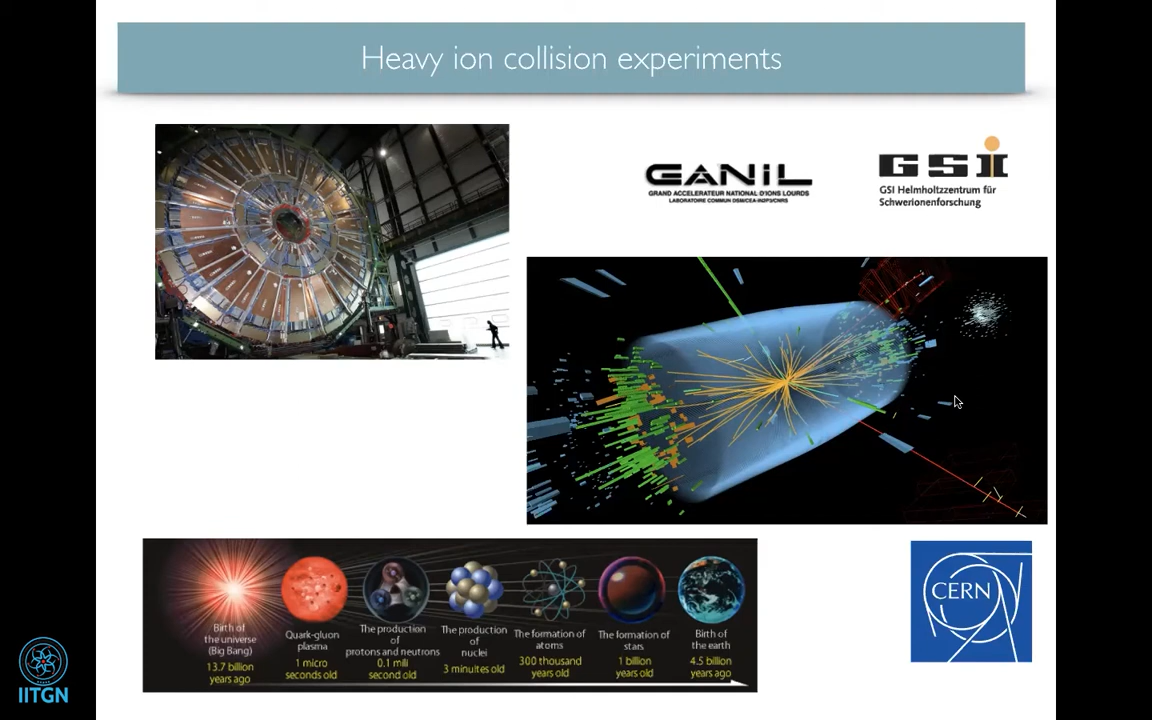 Heavy ion collision experiments
GANIL
GRAND ACCELERATEUR NATIONAL D'IONS LOURDS
LABORATOIRE COMMUN DSM/CEA-IN2P3/CNRS
GSI
GSI Helmholtzzentrum für
Schwerionenforschung
Birth of
the universe
(Big Bang)
13.7 billion
years ago
Quark-gluon
plasma
1 micro
seconds old
The production
of
protons and neutrons
0.1 mili
second old
The production
of
nuclei
3 minuites old
The formation of
atoms
300 thousand
years old
The formation of
stars
1 billion
years old
Birth of
the earth
4.5 billion
years ago
CERN
IITGN